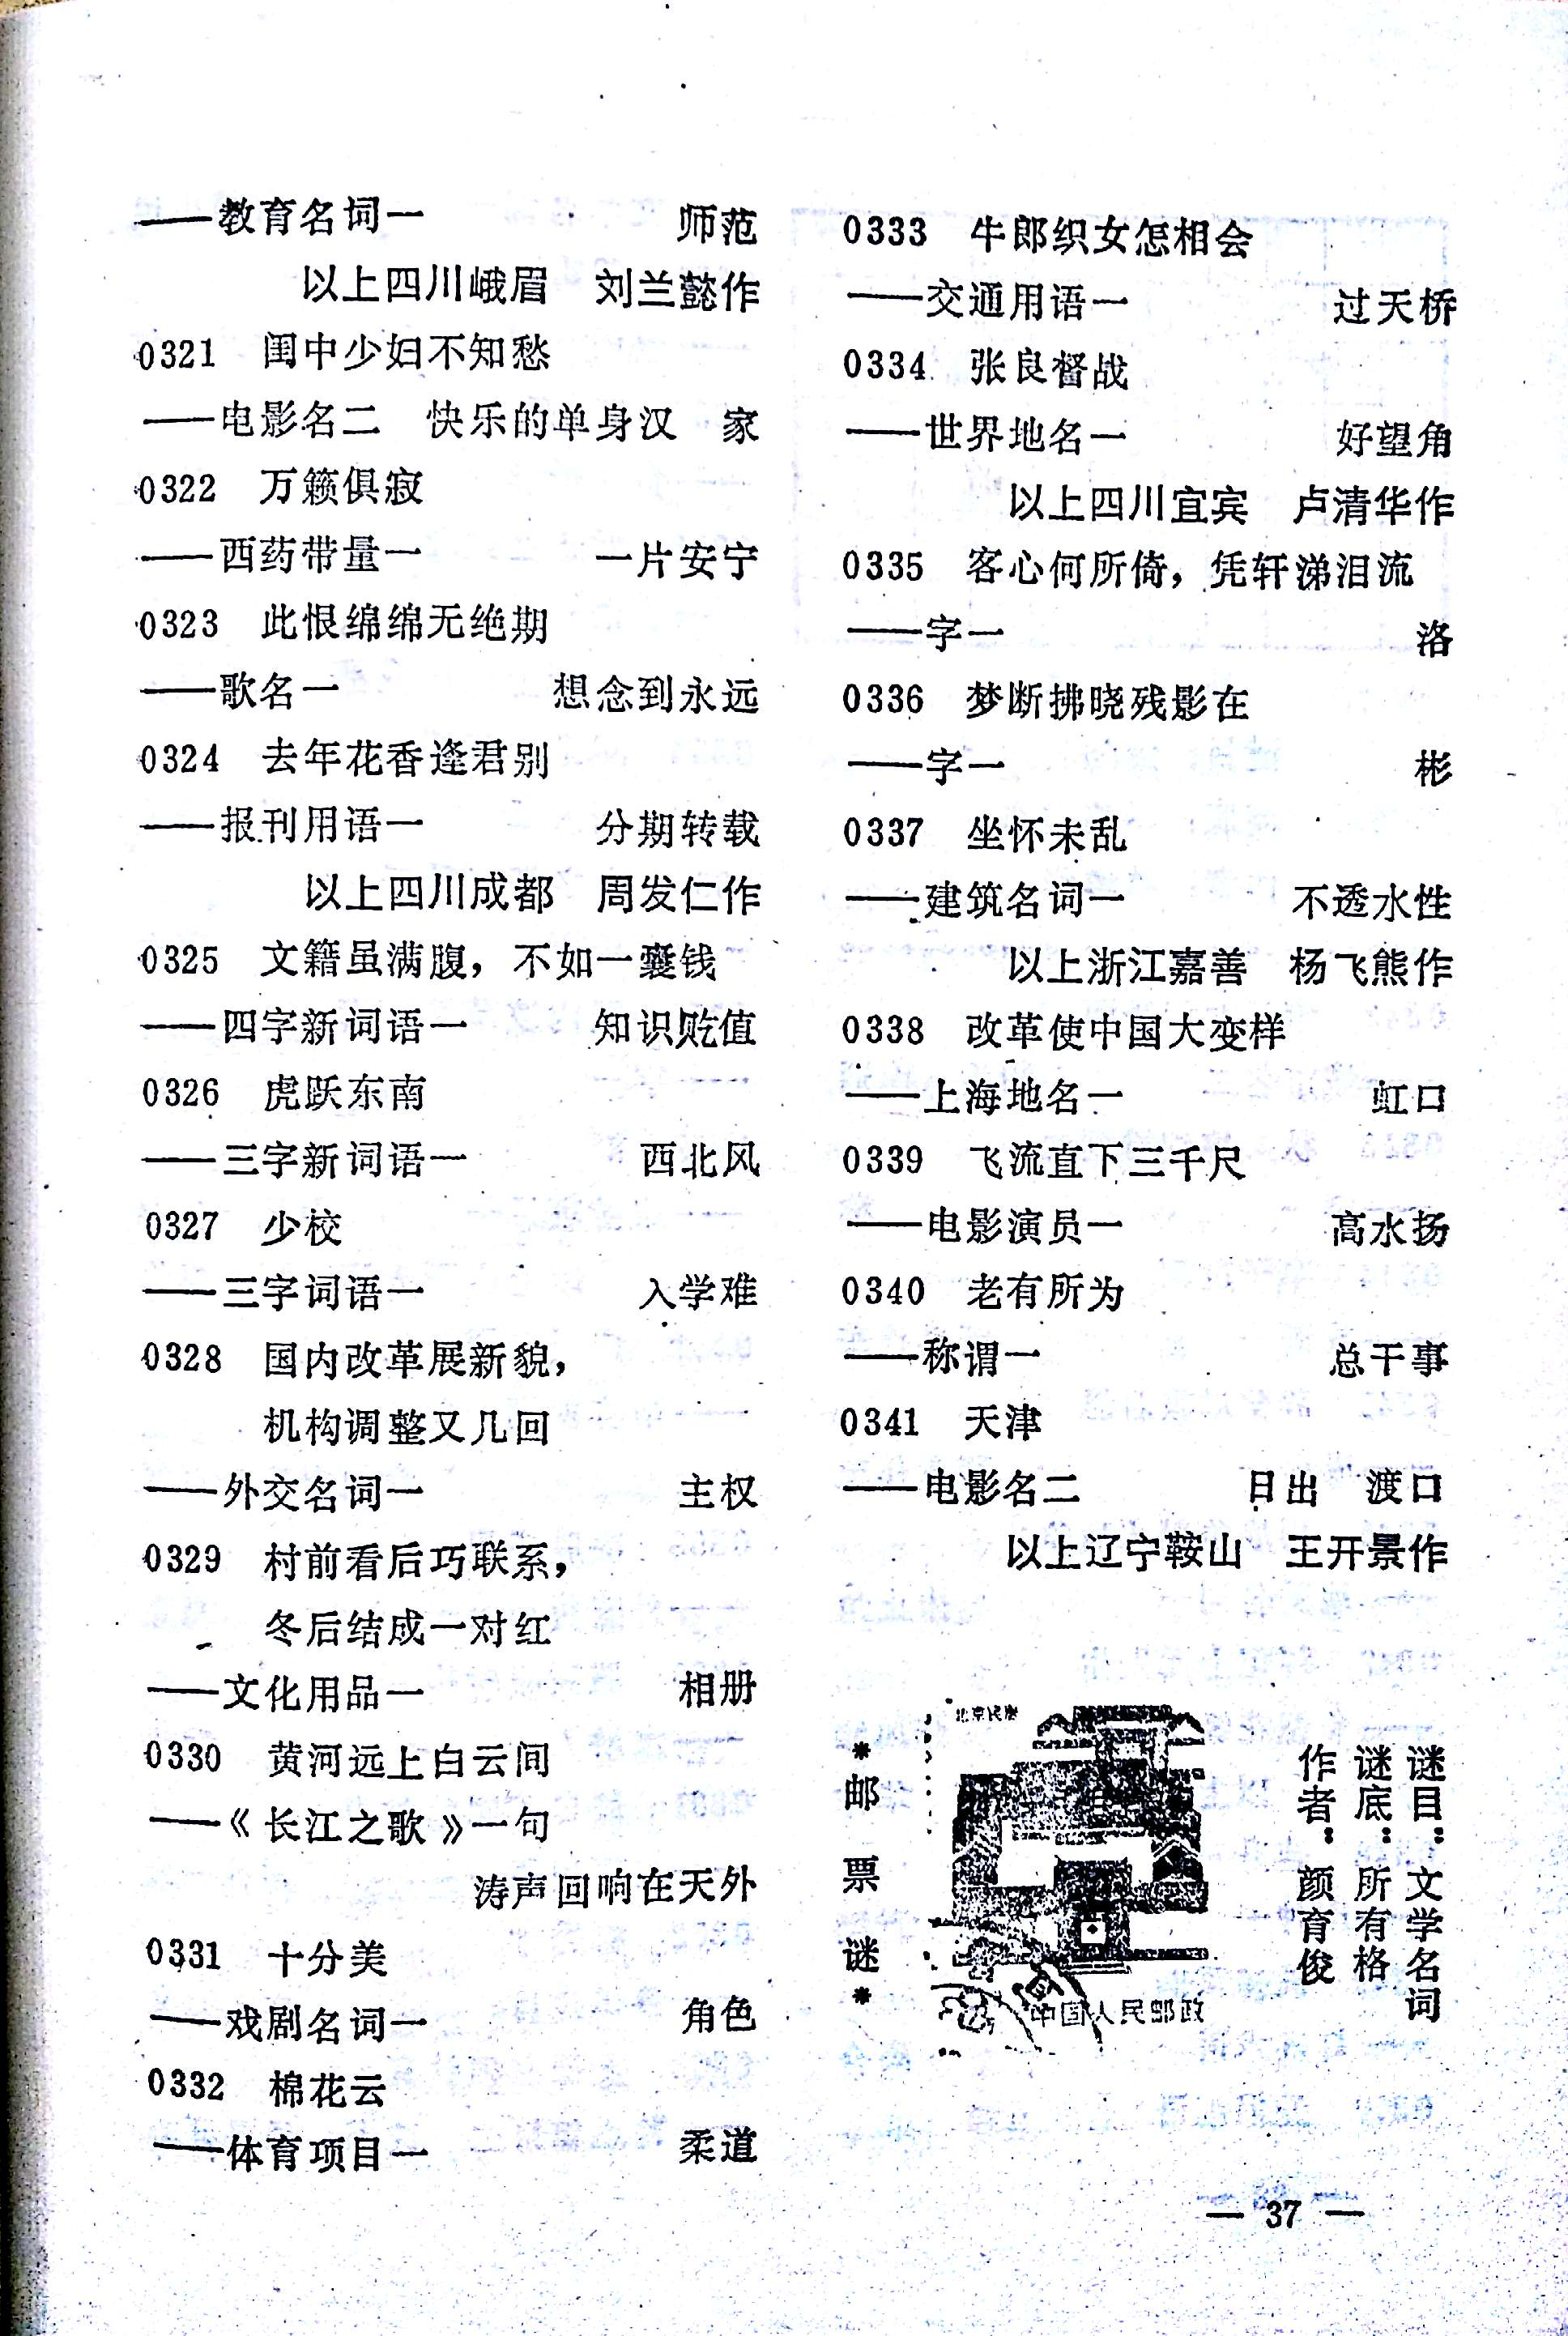 ——教育名词一 师范
以上四川峨眉 刘兰懿作
0321 闺中少妇不知愁
——电影名二 快乐的单身汉 家
0322 万籁俱寂
——西药带量一 一片安宁
0323 此恨绵绵无绝期
——歌名一 想念到永远
0324 去年花香逢君别
——报刊用语一 分期转载
以上四川成都 周发仁作
0325 文籍虽满腹，不如一囊钱
——四字新词语一 知识贬值
0326 虎跃东南
——三字新词语一 西北风
0327 少校
——三字词语一 入学难
0328 国内改革展新貌，
机构调整又几回
——外交名词一 主权
0329 村前看后巧联系，
冬后结成一对红
——文化用品一 相册
0330 黄河远上白云间
——《长江之歌》一句
涛声回响在天外
0331 十分美
——戏剧名词一 角色
0332 棉花云
——体育项目一 柔道
0333 牛郎织女怎相会
——交通用语一 过天桥
0334 张良督战
——世界地名一 好望角
以上四川宜宾 卢清华作
0335 客心何所倚，凭轩涕泪流
——字一 洛
0336 梦断拂晓残影在
——字一 彬
0337 坐怀未乱
——建筑名词一 不透水性
以上浙江嘉善 杨飞熊作
0338 改革使中国大变样
——上海地名一 虹口
0339 飞流直下三千尺
——电影演员一 高水扬
0340 老有所为
——称谓一 总干事
0341 天津
——电影名二 日出 渡口
以上辽宁鞍山 王开景作
*邮票谜*
北京民居
中国人民邮政
谜目：文学名词
谜底：所有格
作者：颜育俊
— 37 —